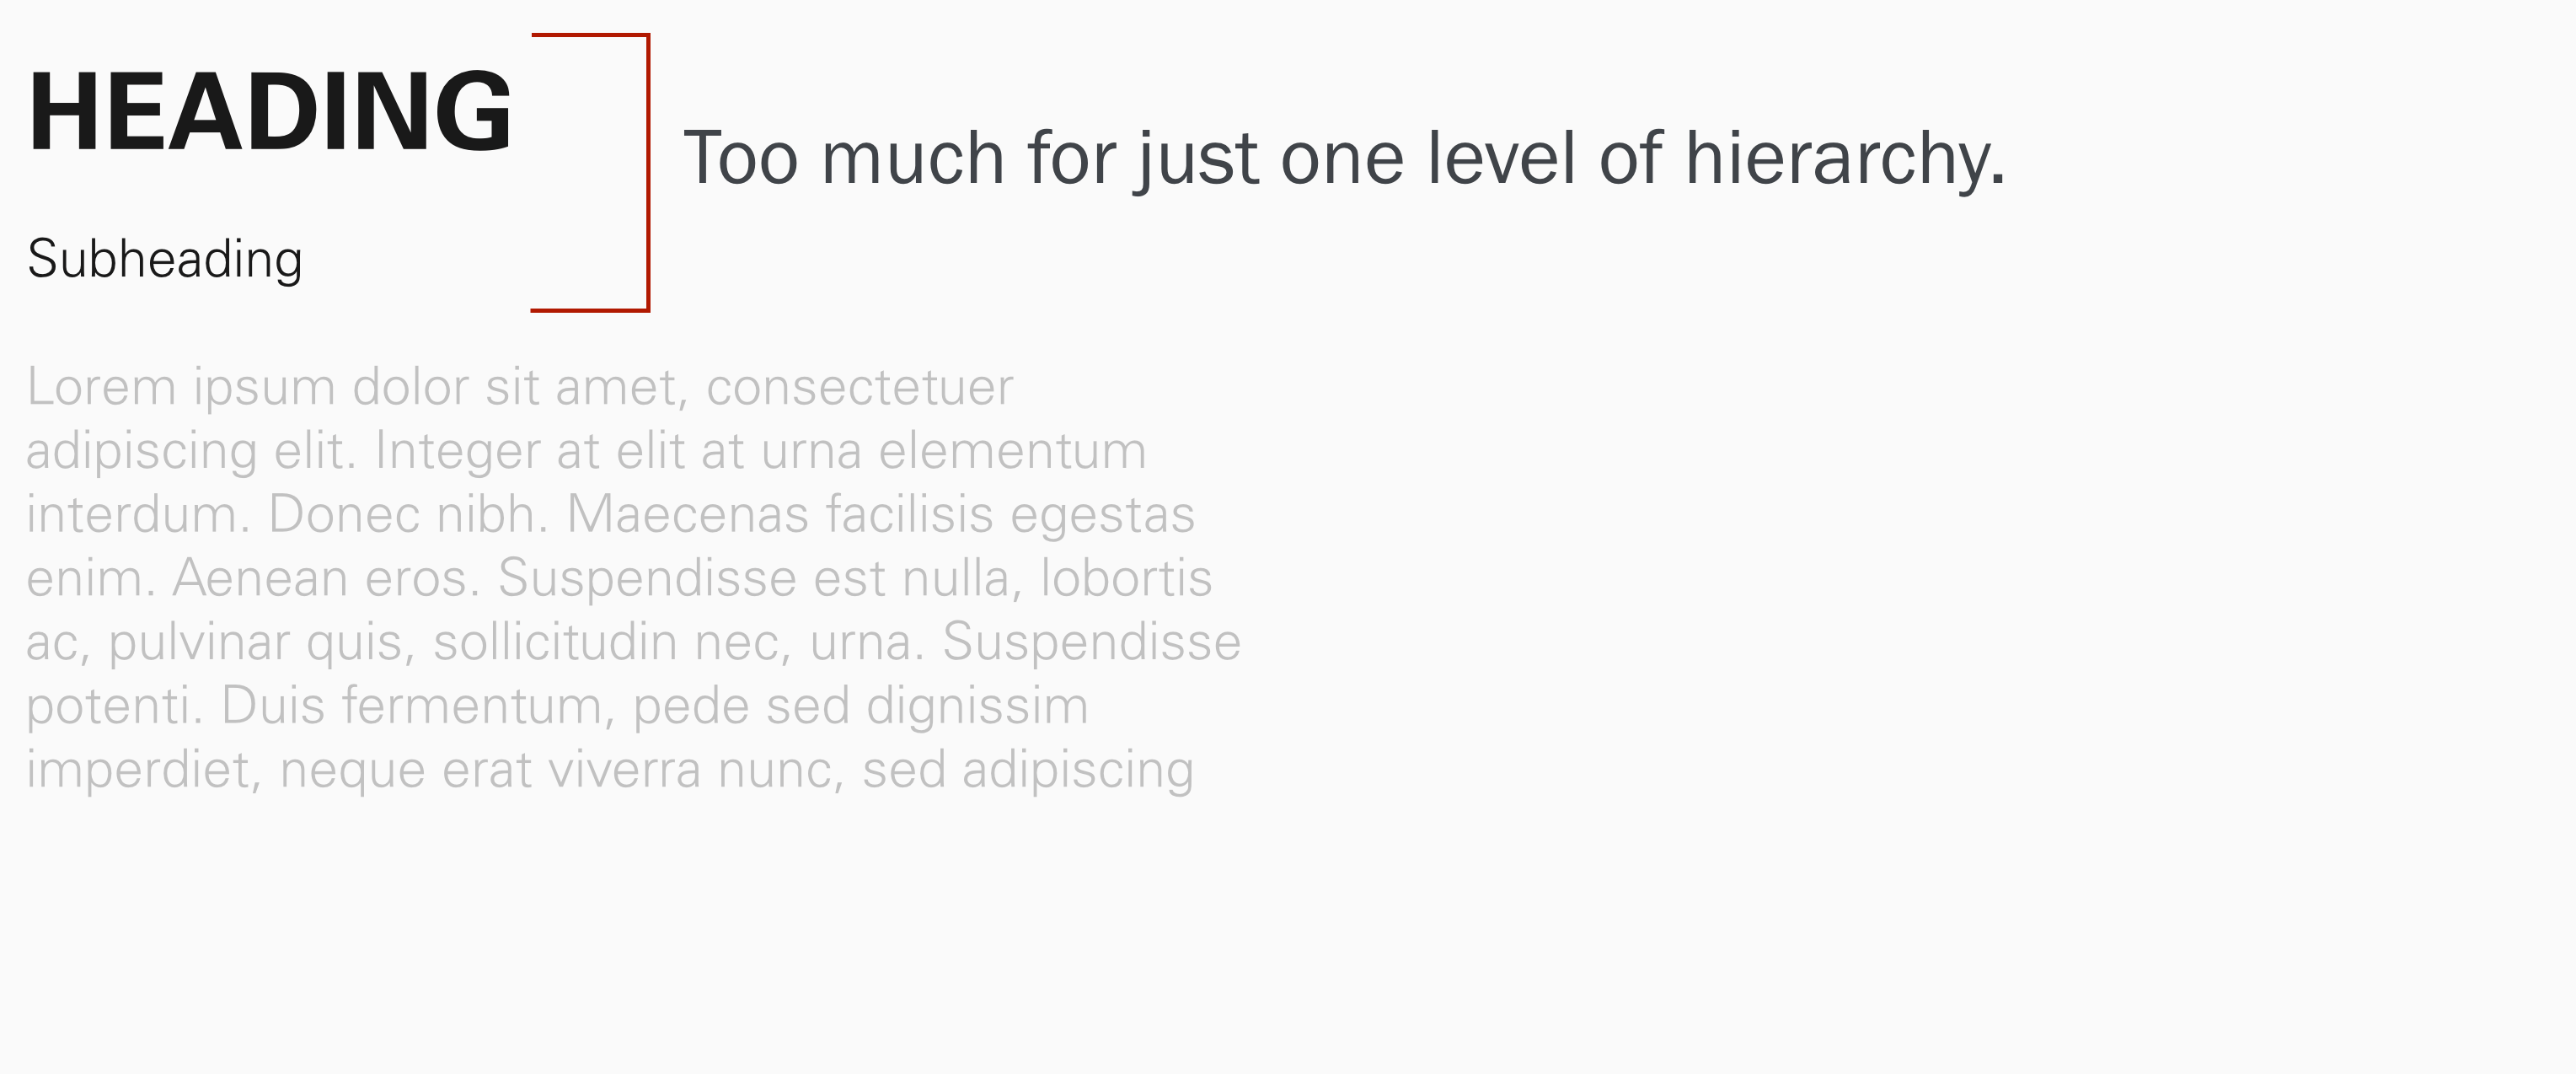 HEADING
Too much for just one level of hierarchy.
Subheading
Lorem ipsum dolor sit amet, consectetuer
adipiscing elit. Integer at elit at urna elementum
interdum. Donec nibh. Maecenas facilisis egestas
enim. Aenean eros. Suspendisse est nulla, lobortis
ac, pulvinar quis, sollicitudin nec, urna. Suspendisse
potenti. Duis fermentum, pede sed dignissim
imperdiet, neque erat viverra nunc, sed adipiscing